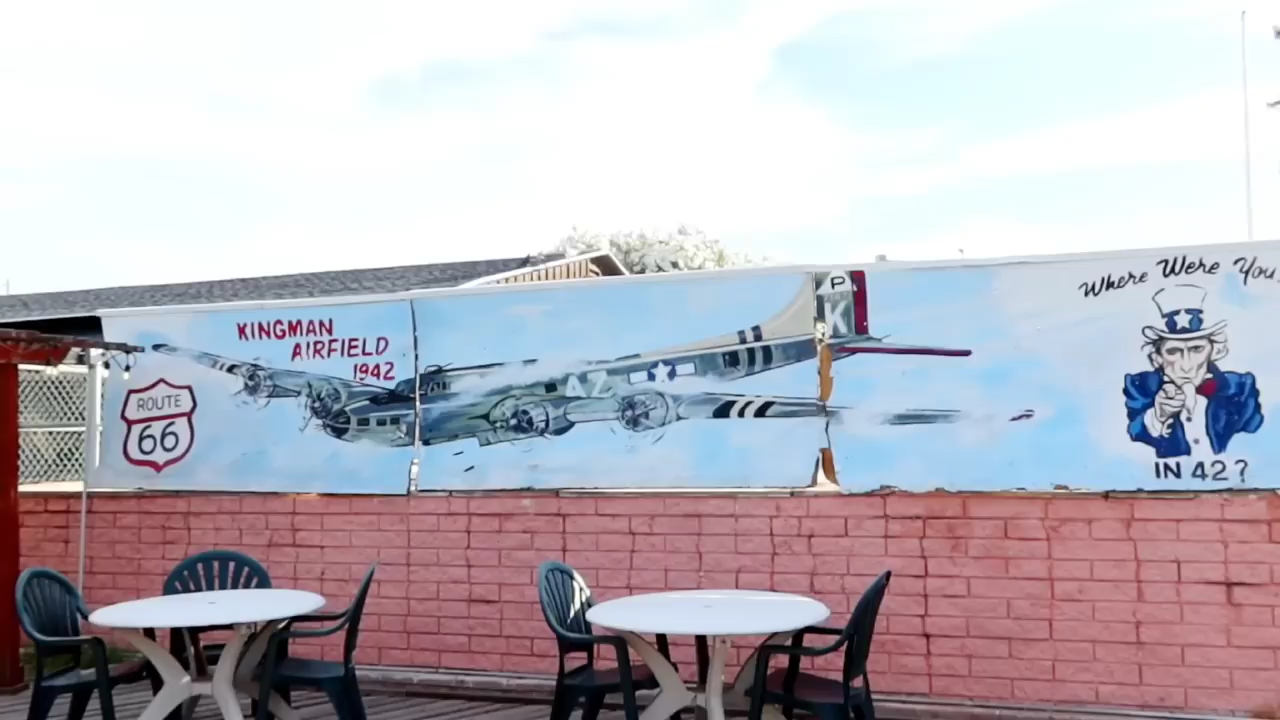 KINGMAN
AIRFIELD
1942
ROUTE
66
AZ
P
K
Where Were You
IN 42?